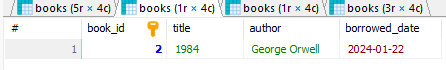 books (5r × 4c) books (1r × 4c) books (1r × 4c) books (3r × 4c)
# book_id title author borrowed_date
1 2 1984 George Orwell 2024-01-22